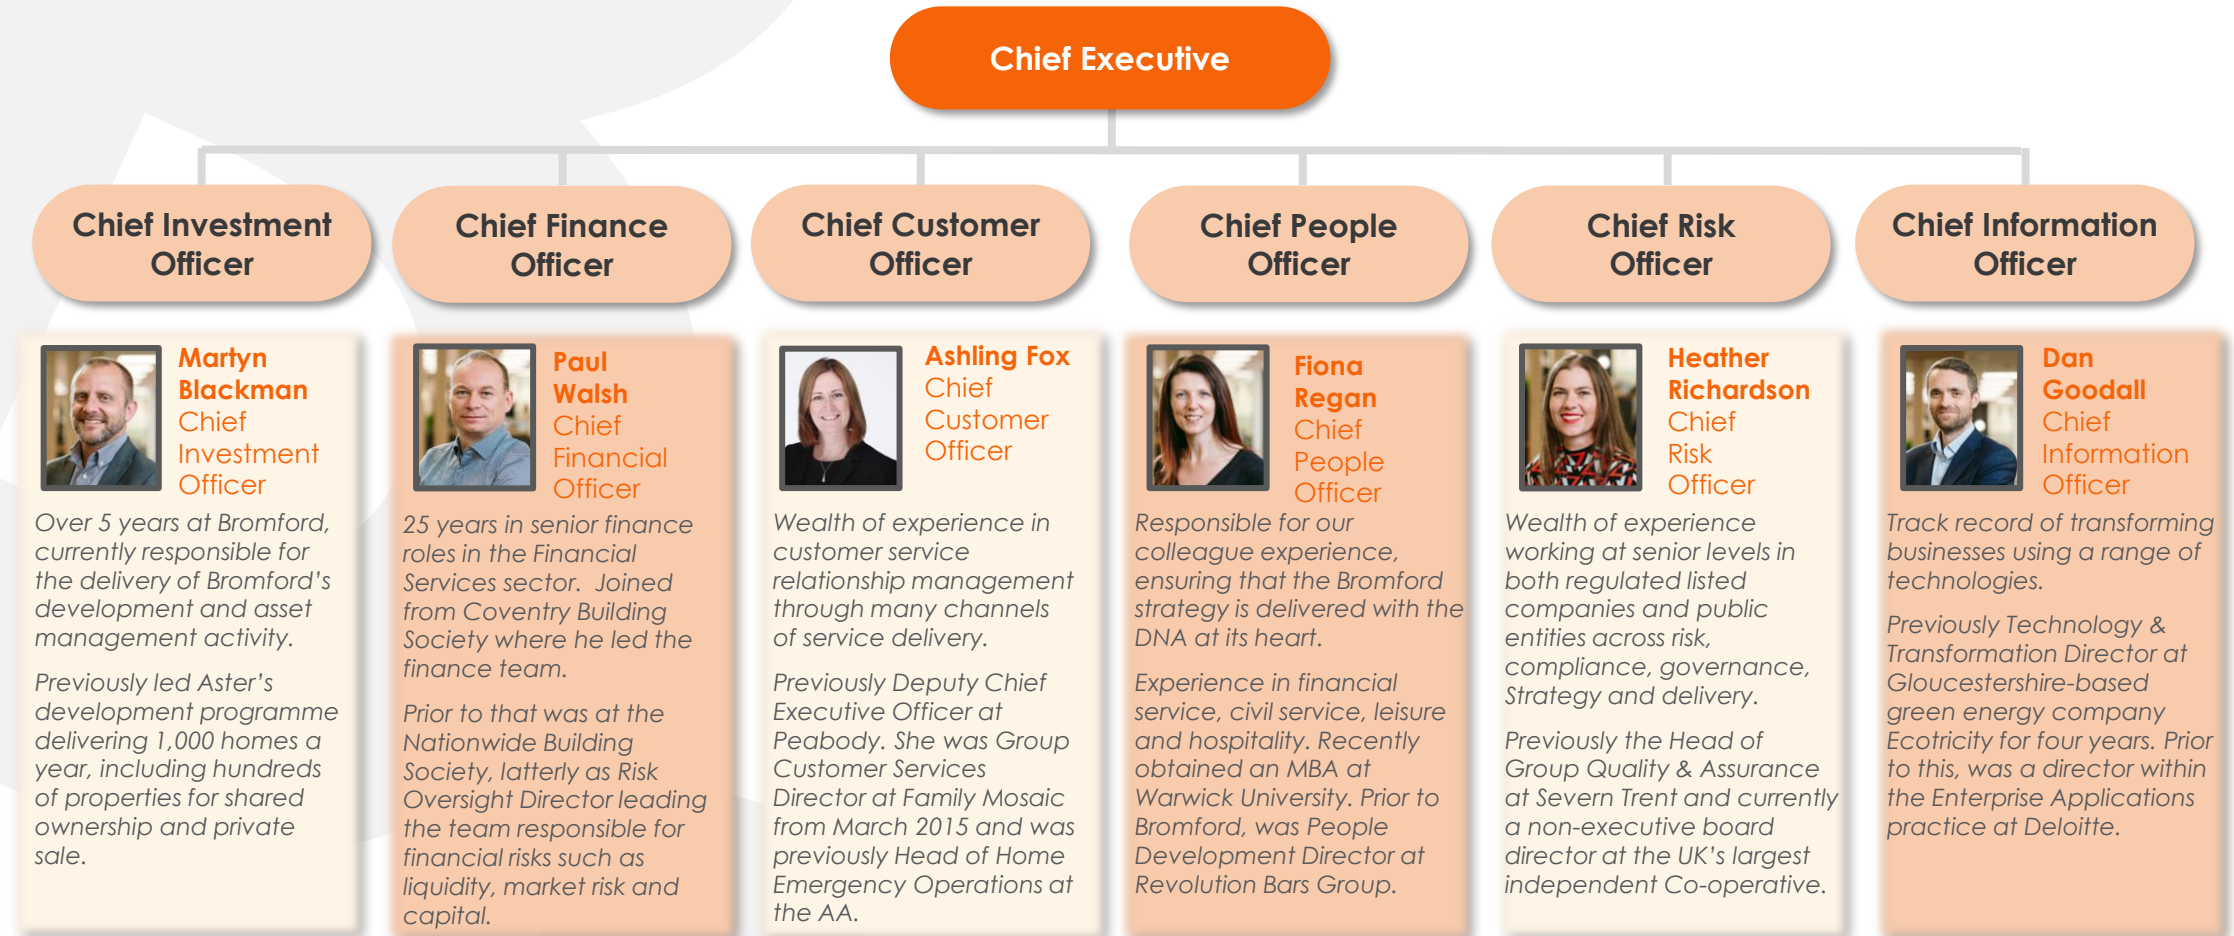 Chief Executive
Chief Investment
Officer
Chief Finance
Officer
Chief Customer
Officer
Chief People
Officer
Chief Risk
Officer
Chief Information
Officer
Martyn
Blackman
Chief
Investment
Officer
Over 5 years at Bromford,
currently responsible for
the delivery of Bromford's
development and asset
management activity.
Previously led Aster's
development programme
delivering 1,000 homes a
year, including hundreds
of properties for shared
ownership and private
sale.
Paul
Walsh
Chief
Financial
Officer
25 years in senior finance
roles in the Financial
Services sector. Joined
from Coventry Building
Society where he led the
finance team.
Prior to that was at the
Nationwide Building
Society, latterly as Risk
Oversight Director leading
the team responsible for
financial risks such as
liquidity, market risk and
capital.
Ashling Fox
Chief
Customer
Officer
Wealth of experience in
customer service
relationship management
through many channels
of service delivery.
Previously Deputy Chief
Executive Officer at
Peabody. She was Group
Customer Services
Director at Family Mosaic
from March 2015 and was
previously Head of Home
Emergency Operations at
the AA.
Fiona
Regan
Chief
People
Officer
Responsible for our
colleague experience,
ensuring that the Bromford
strategy is delivered with the
DNA at its heart.
Experience in financial
service, civil service, leisure
and hospitality. Recently
obtained an MBA at
Warwick University. Prior to
Bromford, was People
Development Director at
Revolution Bars Group.
Heather
Richardson
Chief
Risk
Officer
Wealth of experience
working at senior levels in
both regulated listed
companies and public
entities across risk,
compliance, governance,
Strategy and delivery.
Previously the Head of
Group Quality & Assurance
at Severn Trent and currently
a non-executive board
director at the UK's largest
independent Co-operative.
Dan
Goodall
Chief
Information
Officer
Track record of transforming
businesses using a range of
technologies.
Previously Technology &
Transformation Director at
Gloucestershire-based
green energy company
Ecotricity for four years. Prior
to this, was a director within
the Enterprise Applications
practice at Deloitte.